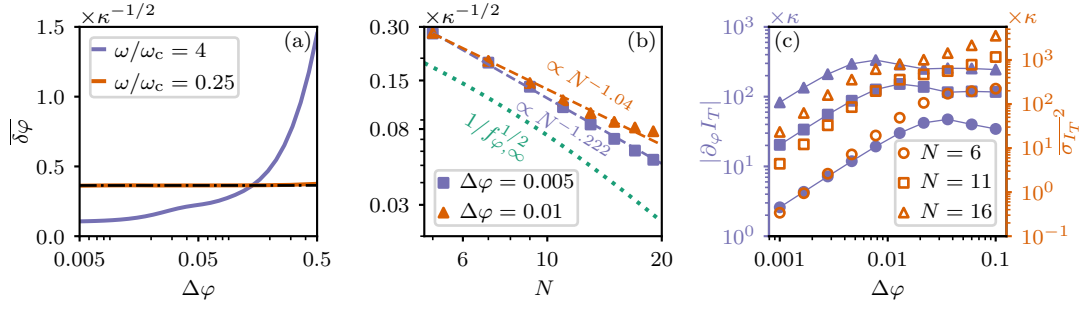 ×κ^{−1/2}
(a)
ω/ω_c = 4
ω/ω_c = 0.25
1.5
1.0
0.5
0.0
\overline{δφ}
0.005
0.05
0.5
Δφ
×κ^{−1/2}
(b)
∝ N^{−1.04}
∝ N^{−1.222}
1/f_{φ,∞}^{1/2}
Δφ = 0.005
Δφ = 0.01
0.30
0.15
0.08
0.03
6
10
20
N
×κ
×κ
(c)
N = 6
N = 11
N = 16
10^3
10^2
10^1
10^0
|∂_φ I_T|
10^3
10^2
10^1
10^0
10^{−1}
\overline{σ_{I_T}}^2
0.001
0.01
0.1
Δφ